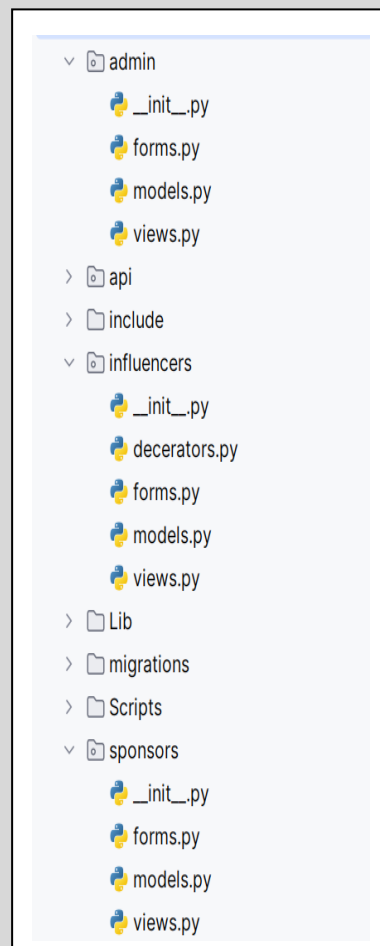 admin
__init__.py
forms.py
models.py
views.py
api
include
influencers
__init__.py
decerators.py
forms.py
models.py
views.py
Lib
migrations
Scripts
sponsors
__init__.py
forms.py
models.py
views.py